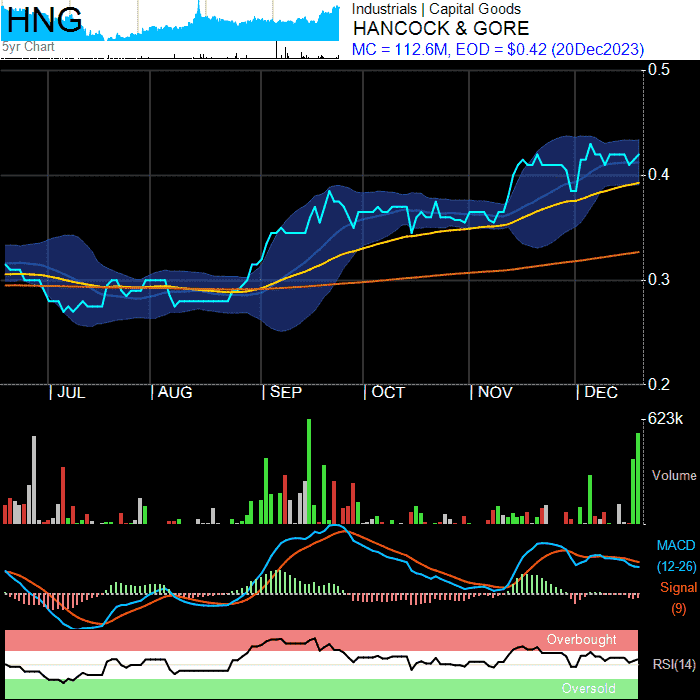 HNG
5yr Chart
Industrials | Capital Goods
HANCOCK & GORE
MC = 112.6M, EOD = $0.42 (20Dec2023)
0.5
0.4
0.3
0.2
| JUL | AUG | SEP | OCT | NOV | DEC
623k
Volume
MACD
(12-26)
Signal
(9)
Overbought
RSI(14)
Oversold